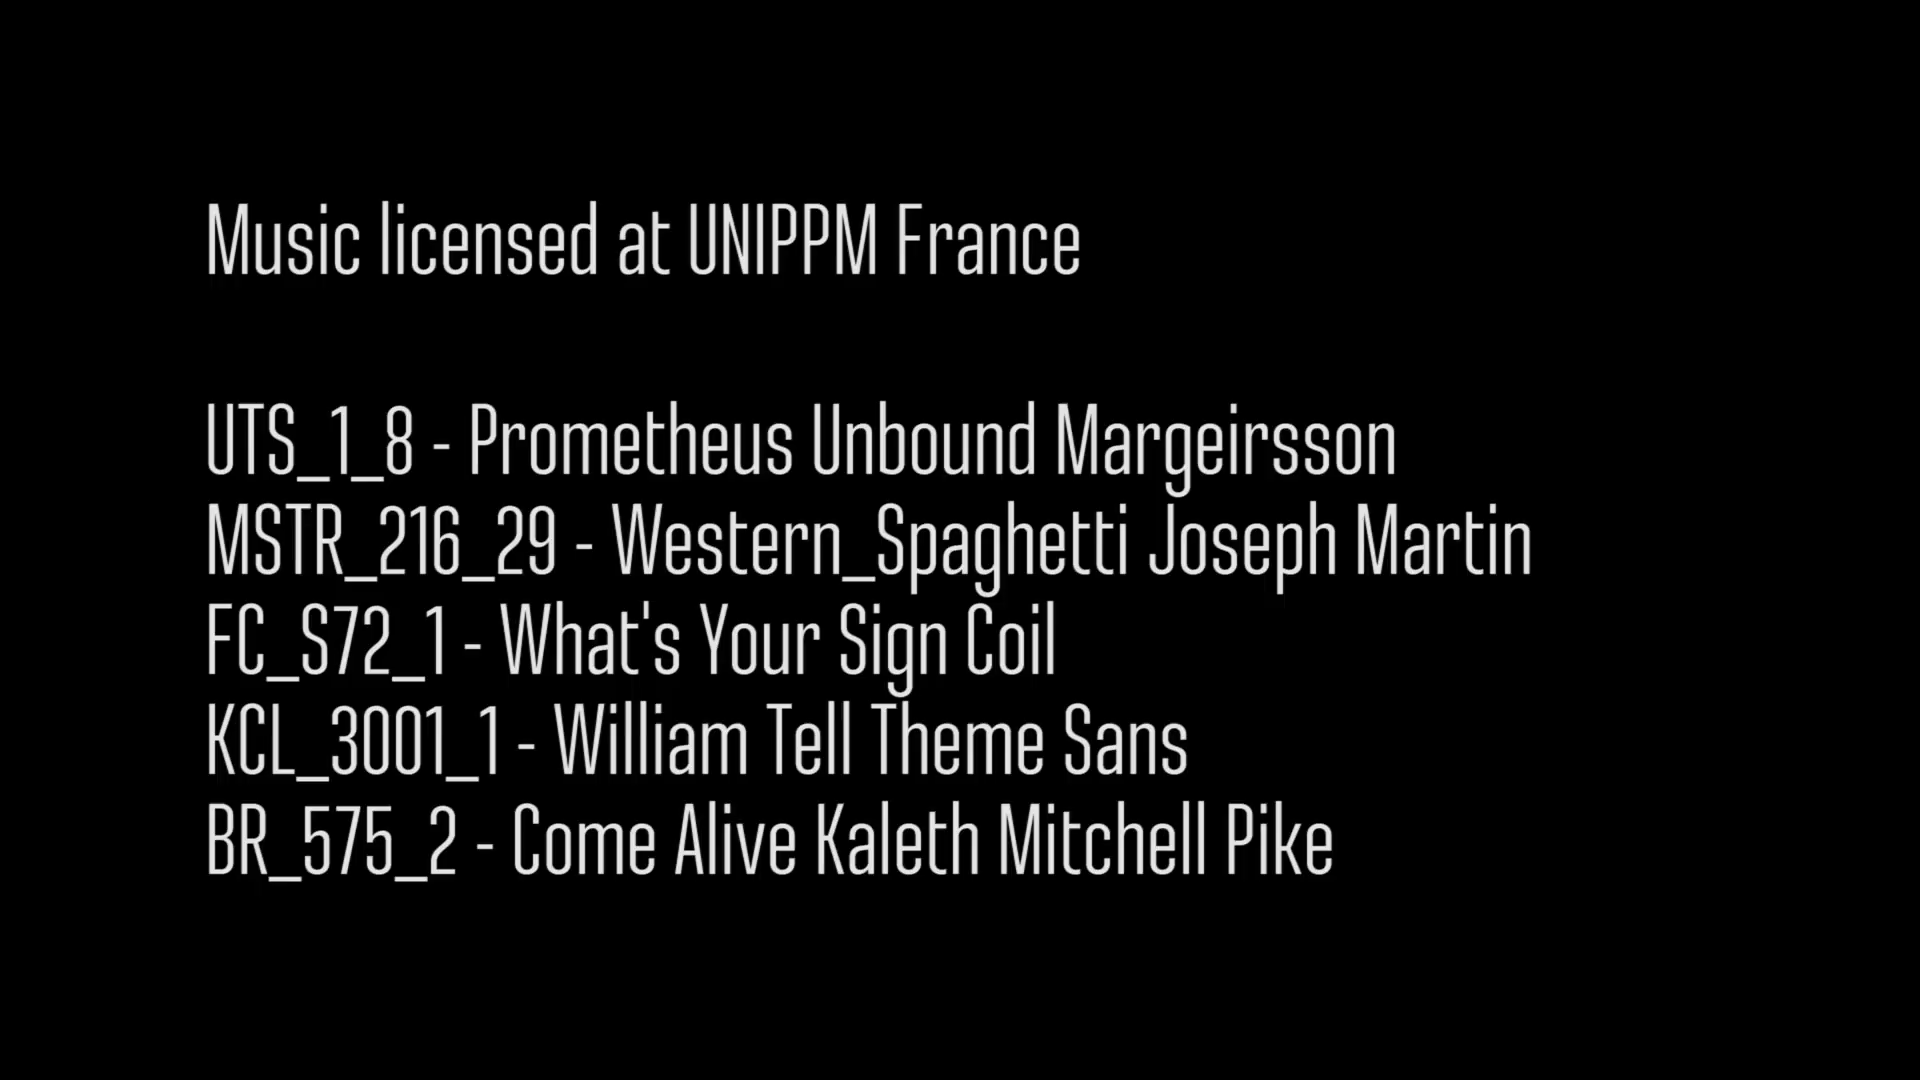 Music licensed at UNIPPM France
UTS_1_8 - Prometheus Unbound Margeirsson
MSTR_216_29 - Western_Spaghetti Joseph Martin
FC_S72_1 - What's Your Sign Coil
KCL_3001_1 - William Tell Theme Sans
BR_575_2 - Come Alive Kaleth Mitchell Pike